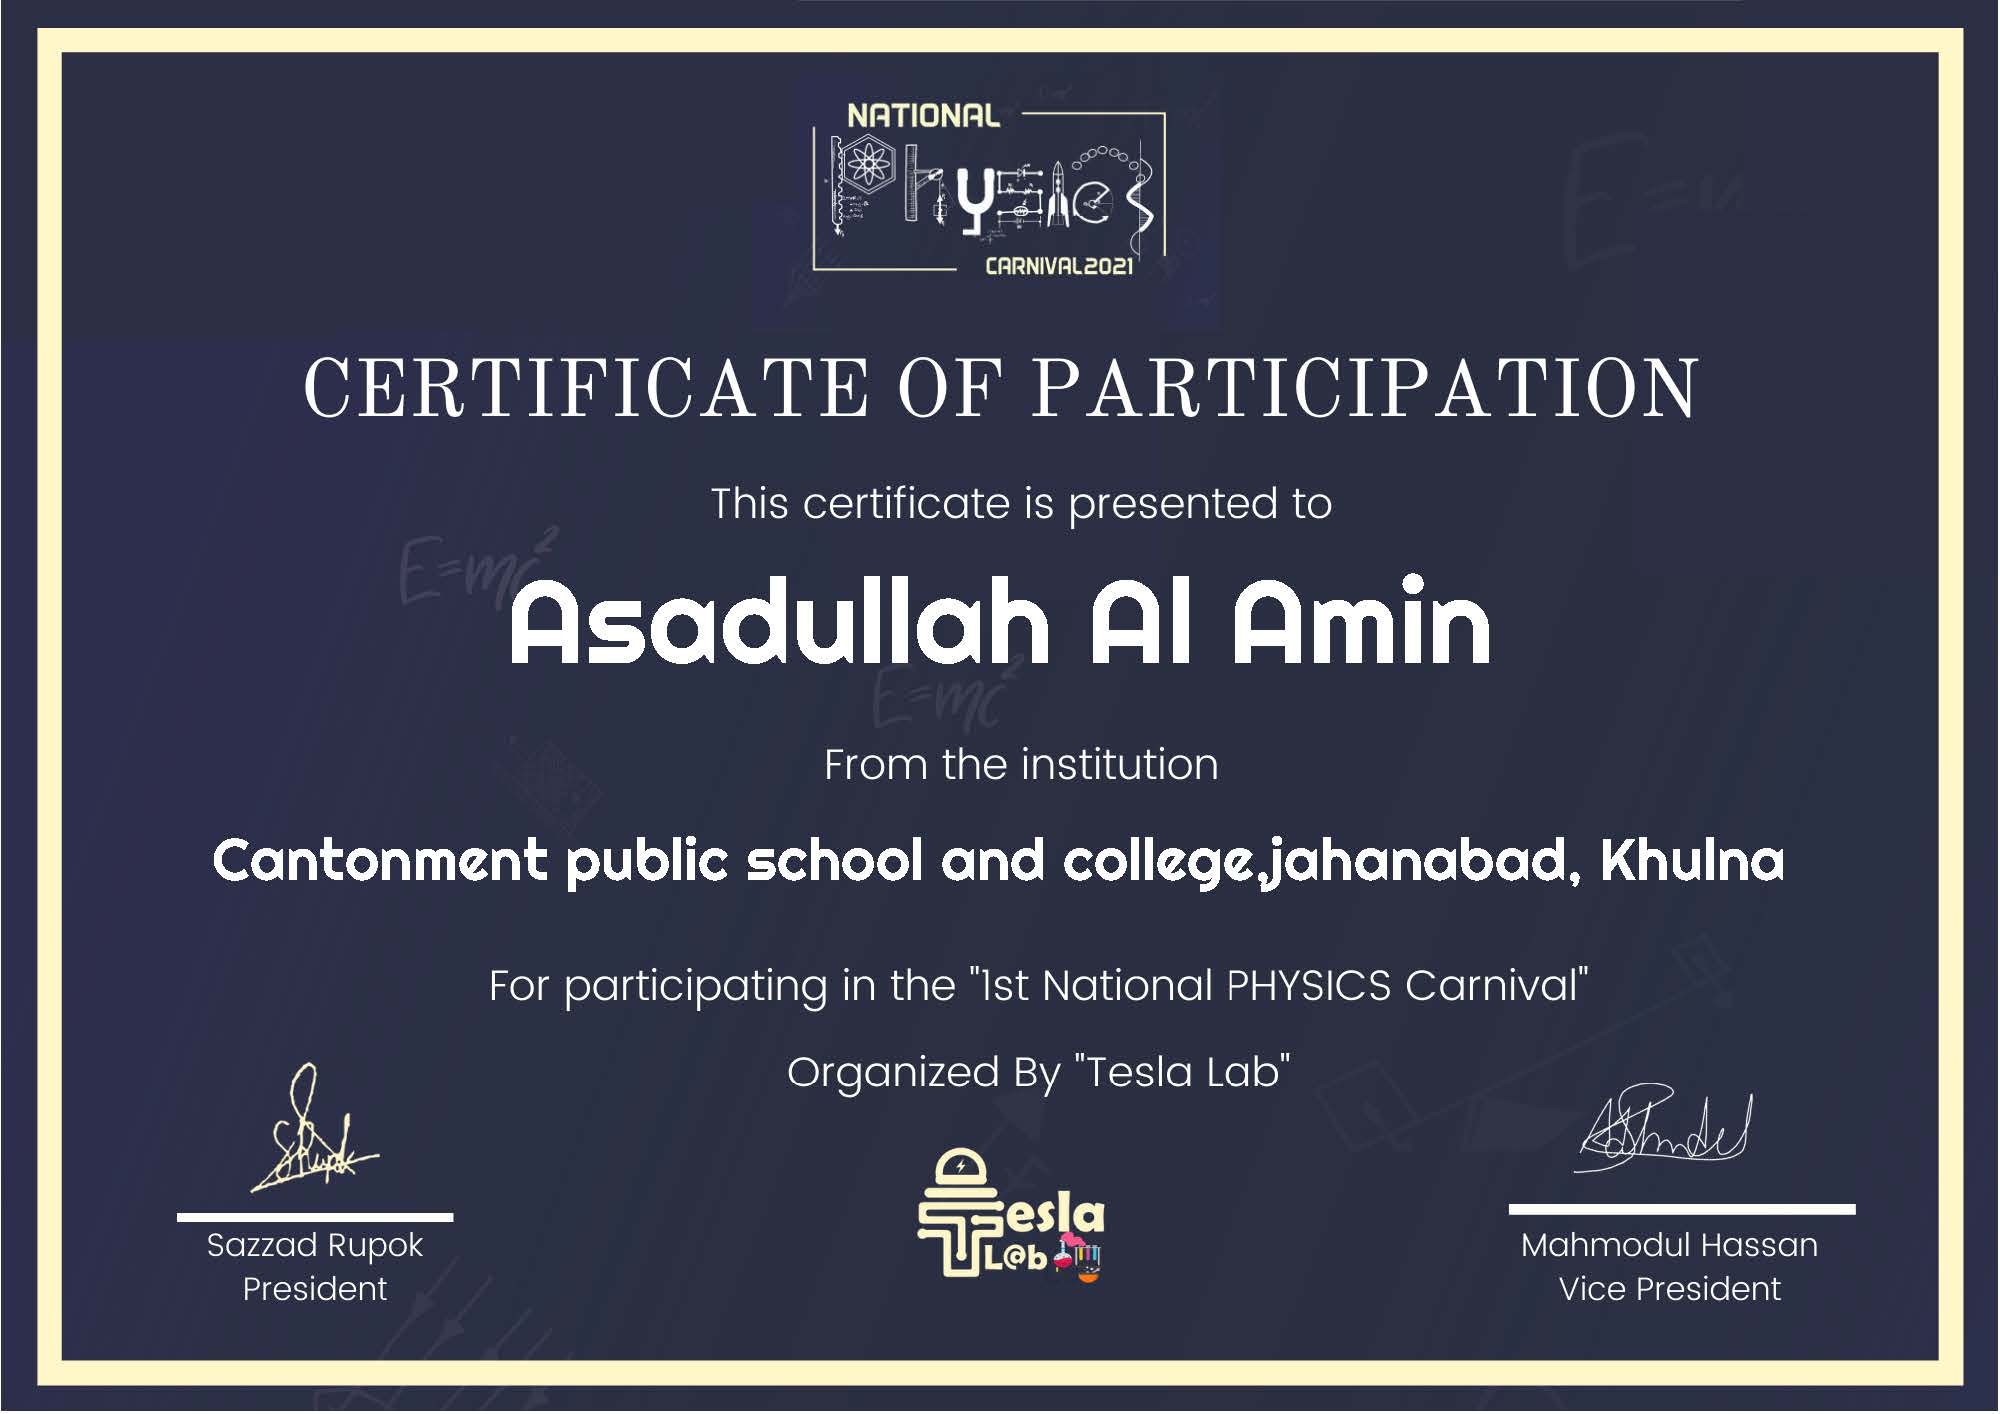 NATIONAL
Physics
CARNIVAL2021
CERTIFICATE OF PARTICIPATION
This certificate is presented to
E=mc²
Asadullah Al Amin
E=mc²
From the institution
Cantonment public school and college,jahanabad, Khulna
For participating in the "1st National PHYSICS Carnival"
Organized By "Tesla Lab"
Tesla
L@b
Sazzad Rupok
President
Mahmodul Hassan
Vice President